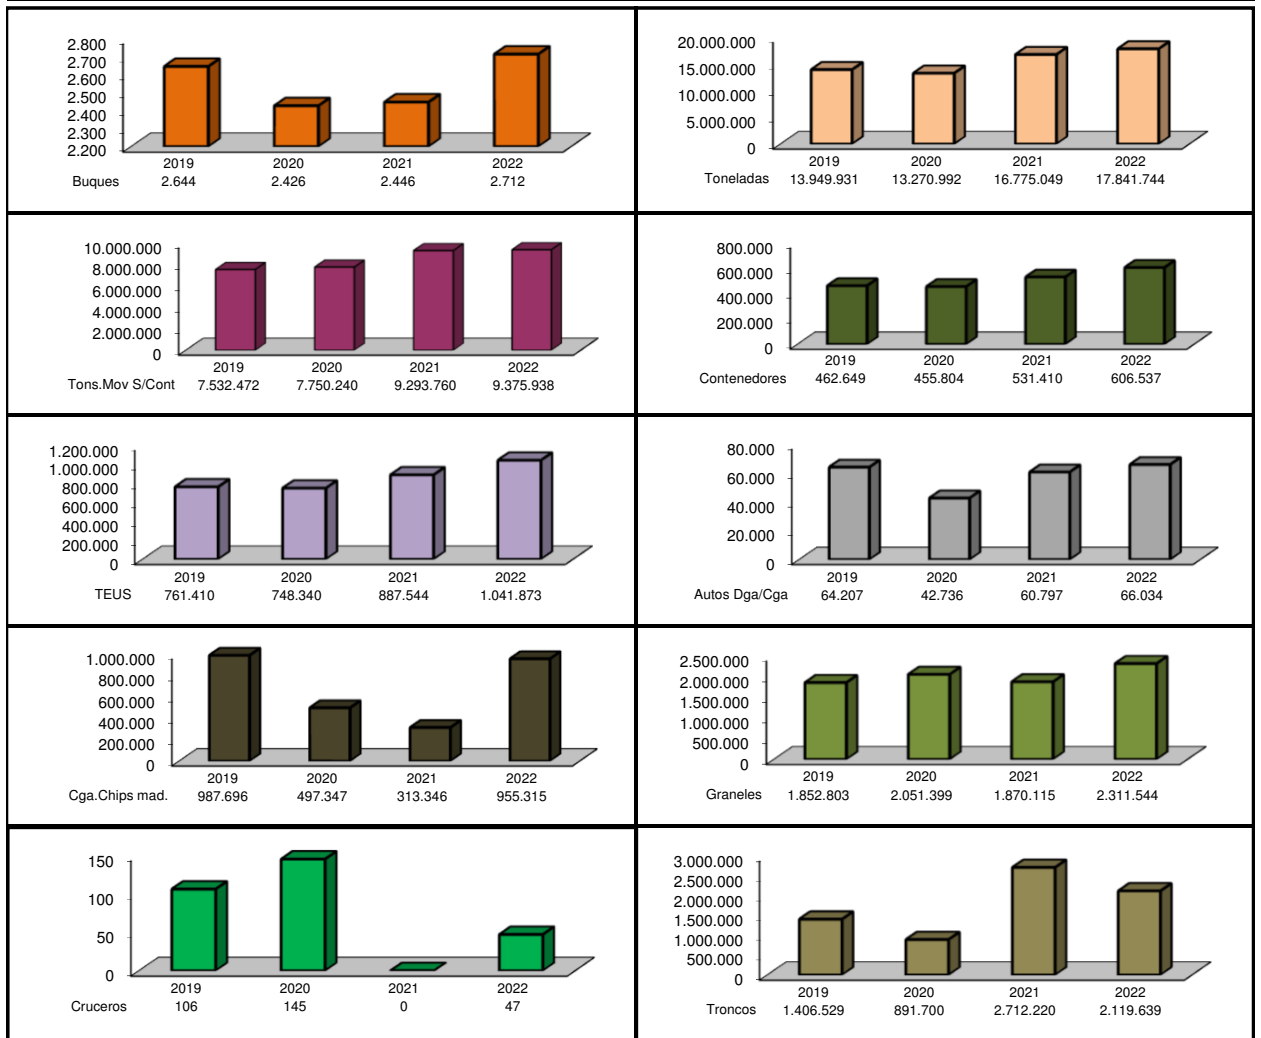 2.800
2.700
2.600
2.500
2.400
2.300
2.200
2019 2020 2021 2022
Buques 2.644 2.426 2.446 2.712
20.000.000
15.000.000
10.000.000
5.000.000
0
2019 2020 2021 2022
Toneladas 13.949.931 13.270.992 16.775.049 17.841.744
10.000.000
8.000.000
6.000.000
4.000.000
2.000.000
0
2019 2020 2021 2022
Tons.Mov S/Cont 7.532.472 7.750.240 9.293.760 9.375.938
800.000
600.000
400.000
200.000
0
2019 2020 2021 2022
Contenedores 462.649 455.804 531.410 606.537
1.200.000
1.000.000
800.000
600.000
400.000
200.000
0
2019 2020 2021 2022
TEUS 761.410 748.340 887.544 1.041.873
80.000
60.000
40.000
20.000
0
2019 2020 2021 2022
Autos Dga/Cga 64.207 42.736 60.797 66.034
1.000.000
800.000
600.000
400.000
200.000
0
2019 2020 2021 2022
Cga.Chips mad. 987.696 497.347 313.346 955.315
2.500.000
2.000.000
1.500.000
1.000.000
500.000
0
2019 2020 2021 2022
Graneles 1.852.803 2.051.399 1.870.115 2.311.544
150
100
50
0
2019 2020 2021 2022
Cruceros 106 145 0 47
3.000.000
2.500.000
2.000.000
1.500.000
1.000.000
500.000
0
2019 2020 2021 2022
Troncos 1.406.529 891.700 2.712.220 2.119.639